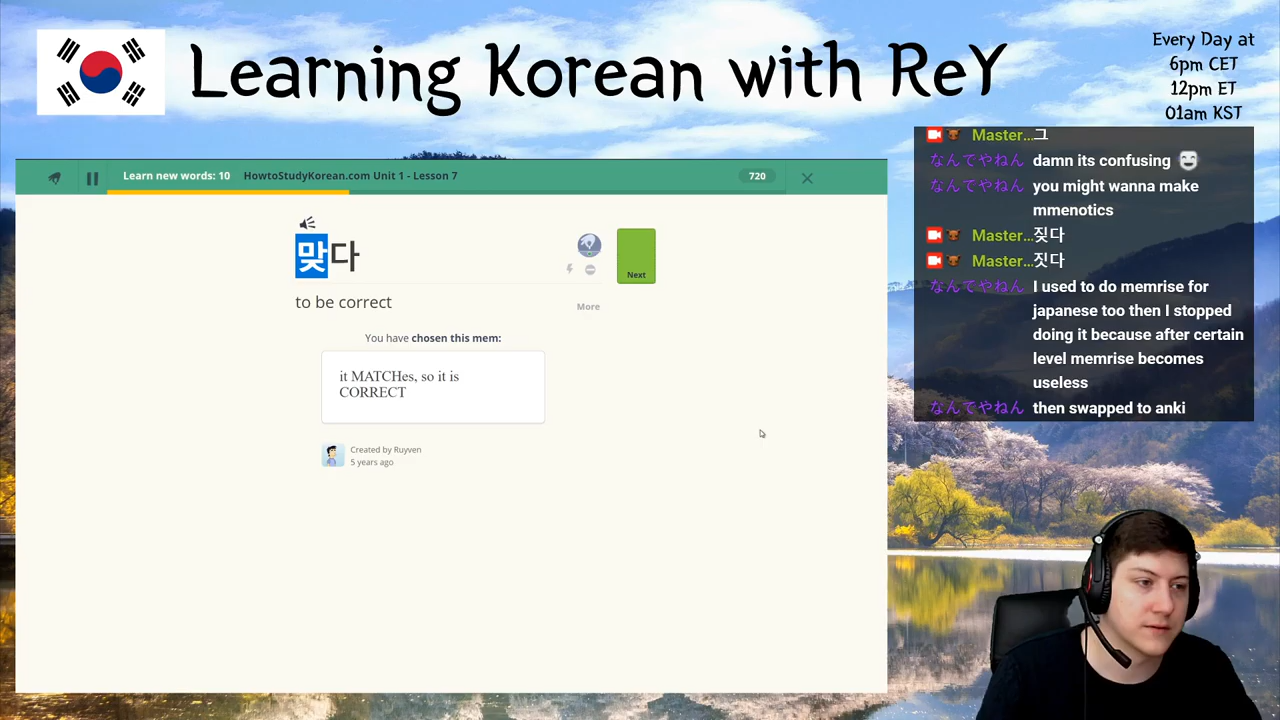 Learning Korean with ReY
Every Day at
6pm CET
12pm ET
01am KST
Learn new words: 10 HowtoStudyKorean.com Unit 1 - Lesson 7 720
맞다
Next
to be correct
More
You have chosen this mem:
it MATCHes, so it is
CORRECT
Created by Ruyven
5 years ago
Master... 그
なんでやねん damn its confusing
なんでやねん you might wanna make
mmenotics
Master... 짖다
Master... 짓다
なんでやねん I used to do memrise for
japanese too then I stopped
doing it because after certain
level memrise becomes
useless
なんでやねん then swapped to anki